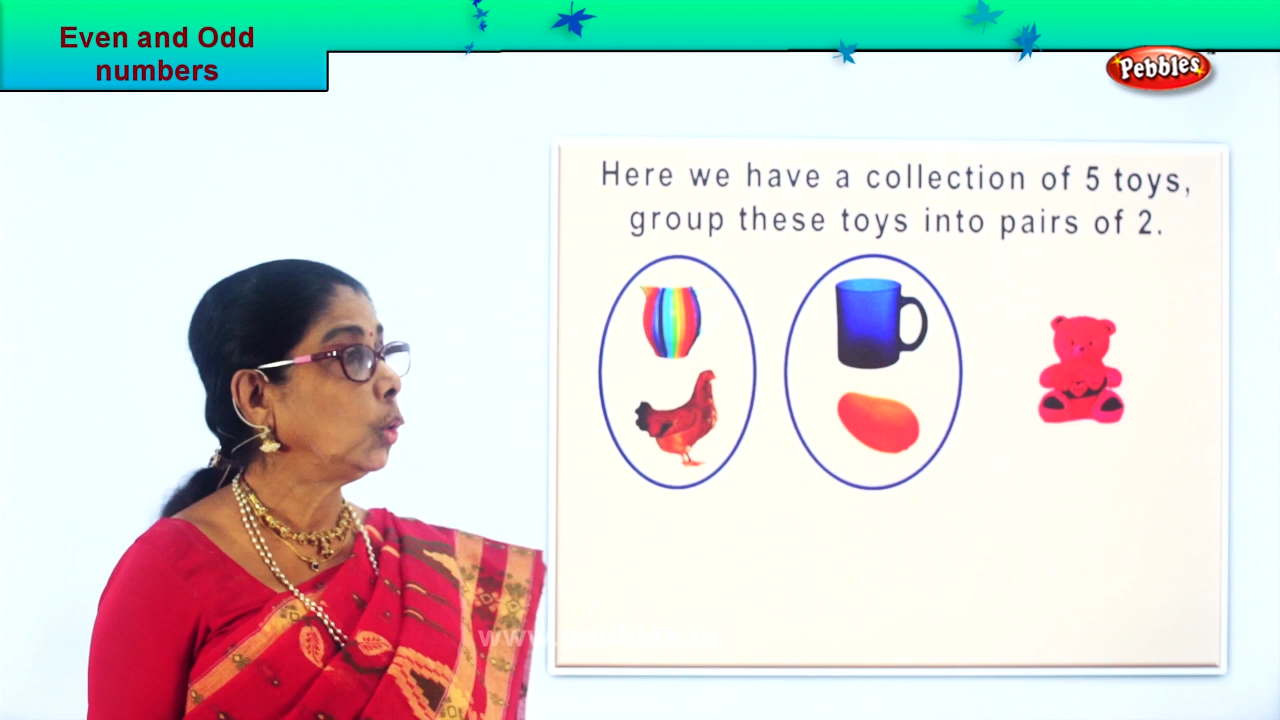 Even and Odd
numbers
Pebbles
Here we have a collection of 5 toys,
group these toys into pairs of 2.